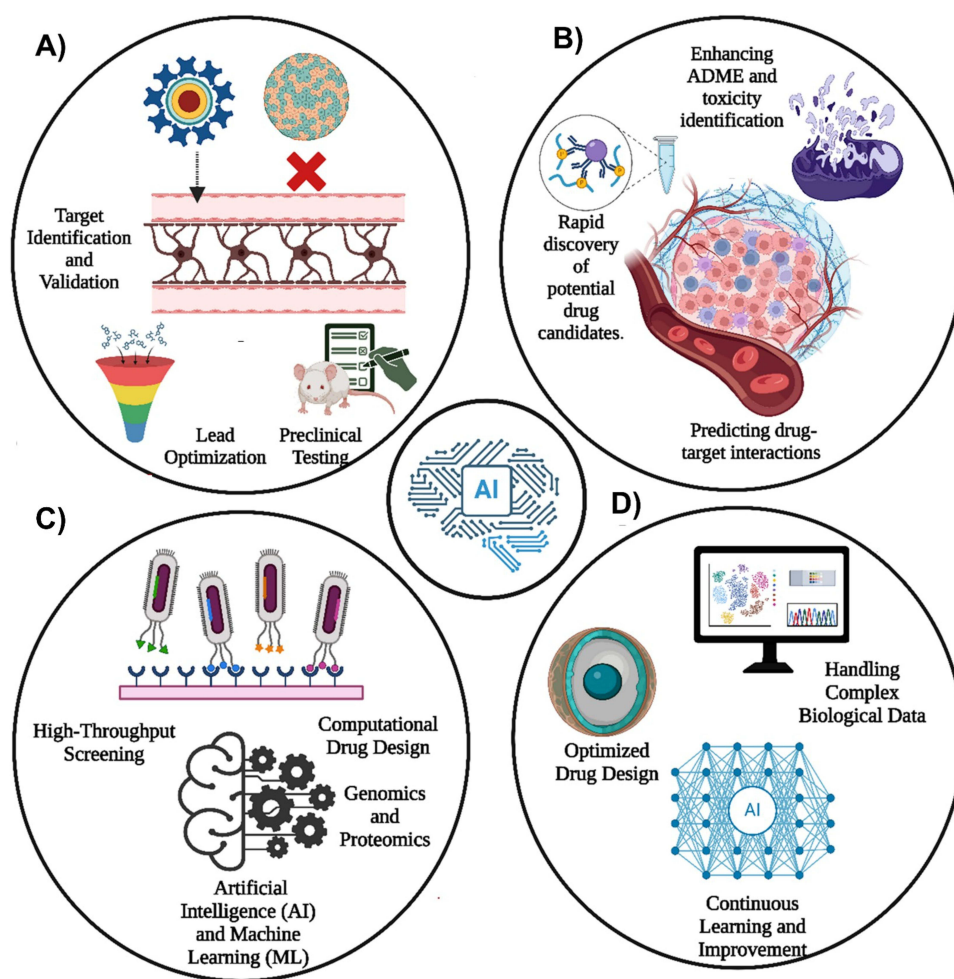 A)
Target
Identification
and
Validation
Lead
Optimization
Preclinical
Testing
B)
Enhancing
ADME and
toxicity
identification
P
P
P
Rapid
discovery
of
potential
drug
candidates.
Predicting drug-
target interactions
AI
C)
High-Throughput
Screening
Computational
Drug Design
Genomics
and
Proteomics
Artificial
Intelligence (AI)
and Machine
Learning (ML)
D)
Handling
Complex
Biological Data
Optimized
Drug Design
AI
Continuous
Learning and
Improvement